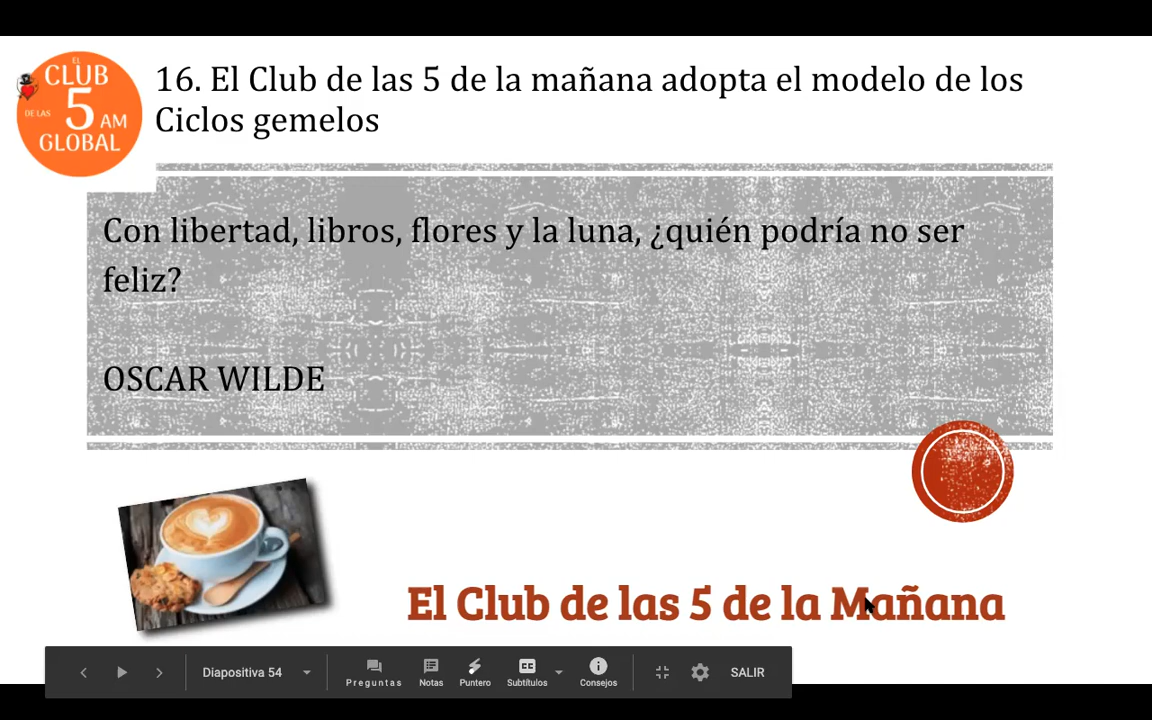 EL
CLUB
DE LAS 5 AM
GLOBAL
16. El Club de las 5 de la mañana adopta el modelo de los
Ciclos gemelos
Con libertad, libros, flores y la luna, ¿quién podría no ser
feliz?
OSCAR WILDE
El Club de las 5 de la Mañana
Diapositiva 54
Preguntas
Notas
Puntero
CC
Subtítulos
Consejos
SALIR